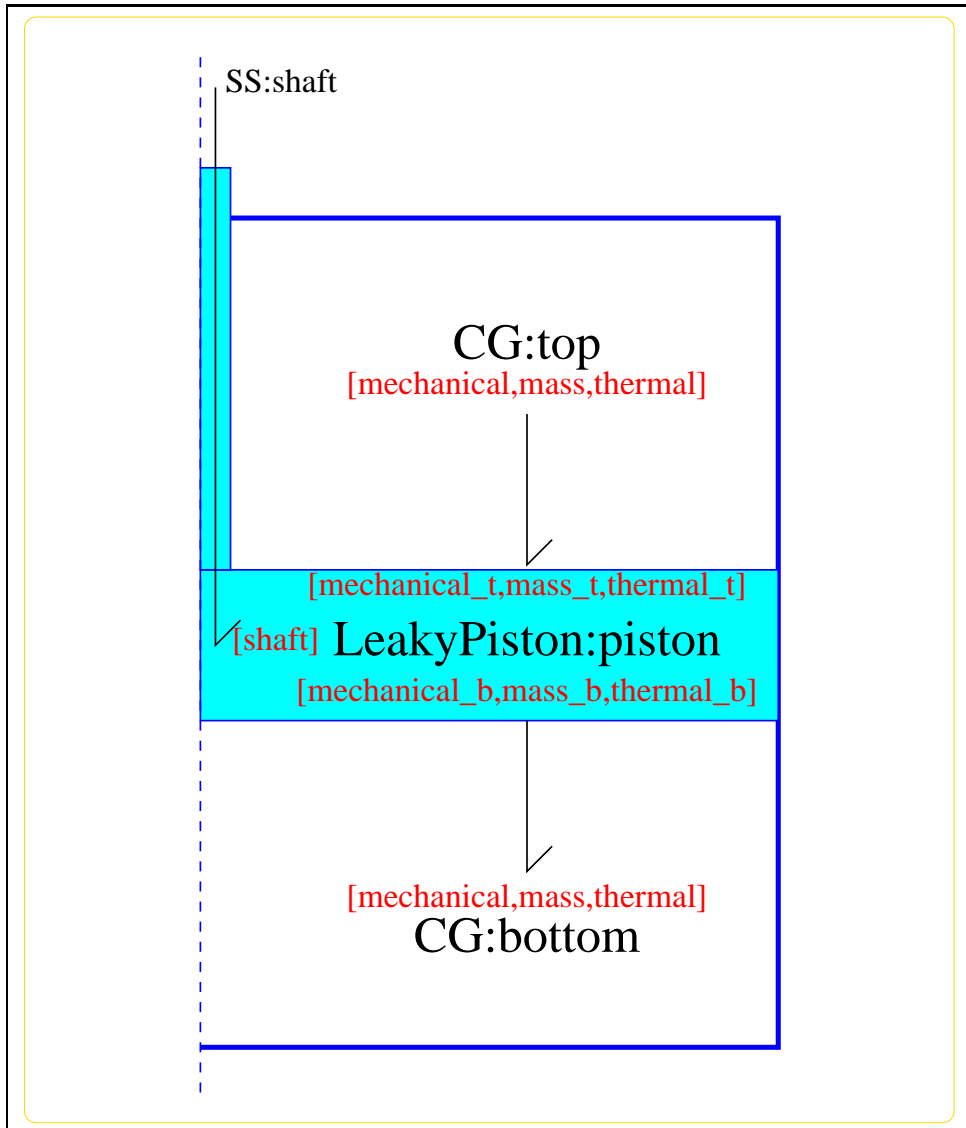 SS:shaft
CG:top
[mechanical,mass,thermal]
[mechanical_t,mass_t,thermal_t]
[shaft] LeakyPiston:piston
[mechanical_b,mass_b,thermal_b]
[mechanical,mass,thermal]
CG:bottom